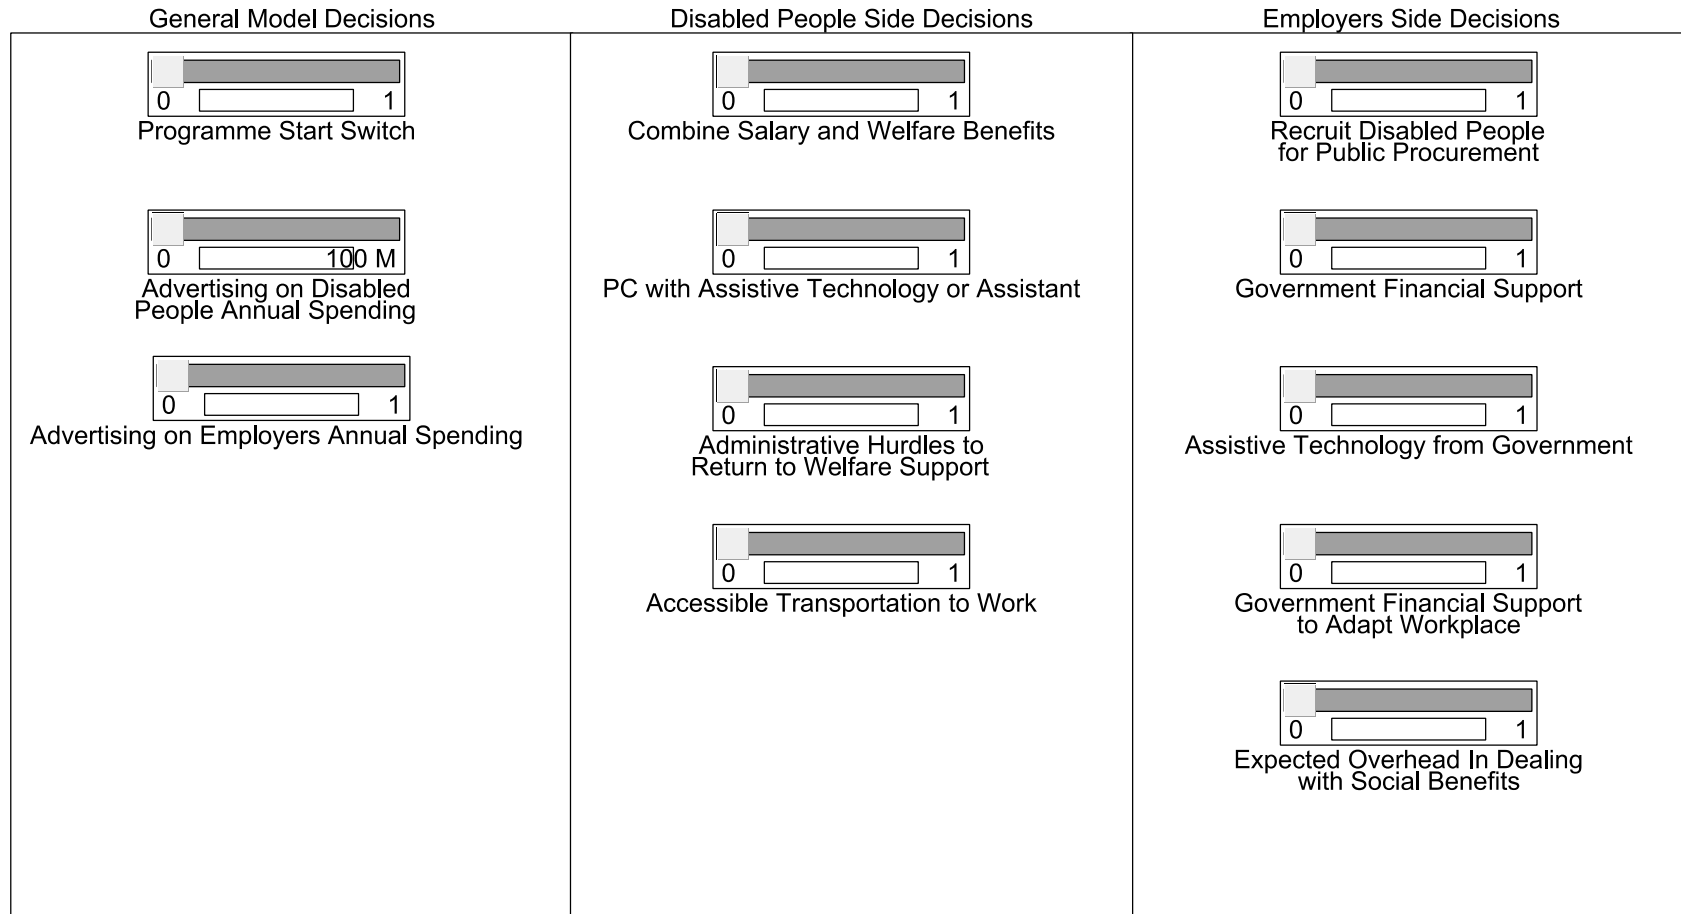 General Model Decisions
0 1
Programme Start Switch
0 100 M
Advertising on Disabled
People Annual Spending
0 1
Advertising on Employers Annual Spending
Disabled People Side Decisions
0 1
Combine Salary and Welfare Benefits
0 1
PC with Assistive Technology or Assistant
0 1
Administrative Hurdles to
Return to Welfare Support
0 1
Accessible Transportation to Work
Employers Side Decisions
0 1
Recruit Disabled People
for Public Procurement
0 1
Government Financial Support
0 1
Assistive Technology from Government
0 1
Government Financial Support
to Adapt Workplace
0 1
Expected Overhead In Dealing
with Social Benefits